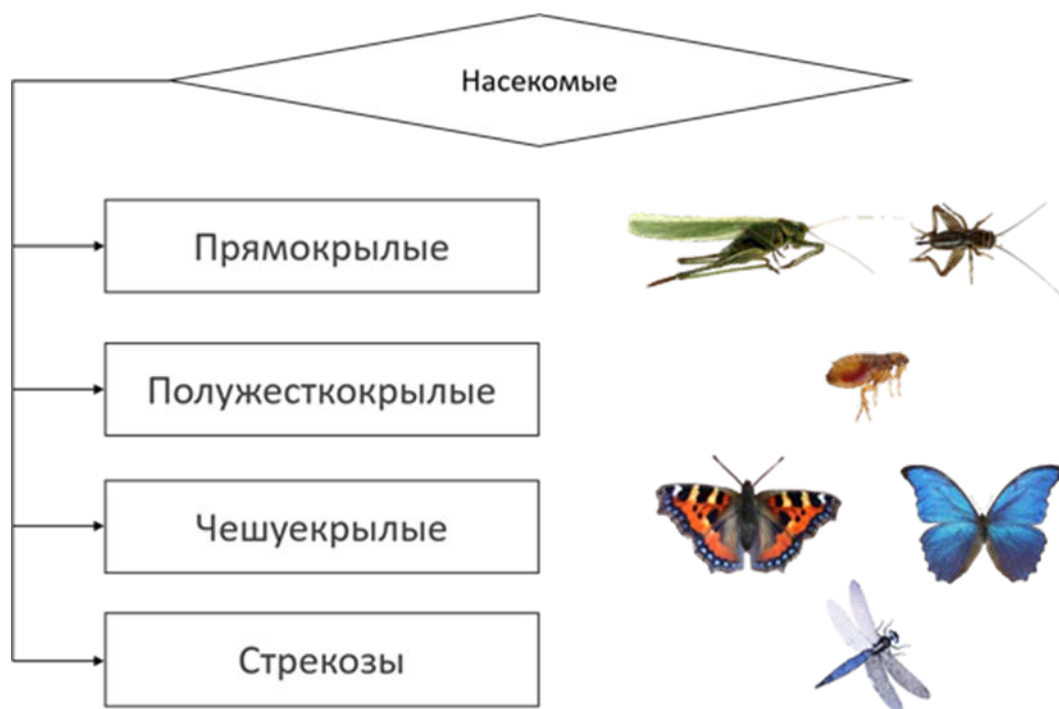 Насекомые
Прямокрылые
Полужесткокрылые
Чешуекрылые
Стрекозы